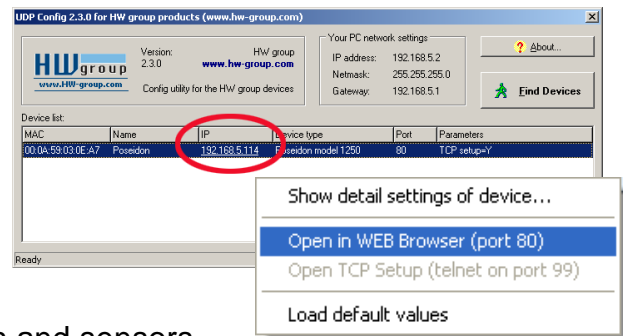 UDP Config 2.3.0 for HW group products (www.hw-group.com)
HW group
www.HW-group.com
Version: HW group
2.3.0 www.hw-group.com
Config utility for the HW group devices
Your PC network settings
IP address: 192.168.5.2
Netmask: 255.255.255.0
Gateway: 192.168.5.1
? About...
Find Devices
Device list:
MAC Name IP Device type Port Parameters
00:0A:59:03:0E:A7 Poseidon 192.168.5.114 Poseidon model 1250 80 TCP setup=Y
Show detail settings of device...
Open in WEB Browser (port 80)
Open TCP Setup (telnet on port 99)
Load default values
Ready
and sensors